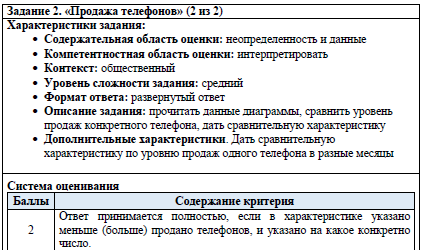 Задание 2. «Продажа телефонов» (2 из 2)
Характеристики задания:
• Содержательная область оценки: неопределенность и данные
• Компетентностная область оценки: интерпретировать
• Контекст: общественный
• Уровень сложности задания: средний
• Формат ответа: развернутый ответ
• Описание задания: прочитать данные диаграммы, сравнить уровень
продаж конкретного телефона, дать сравнительную характеристику
• Дополнительные характеристики. Дать сравнительную
характеристику по уровню продаж одного телефона в разные месяцы
Система оценивания
Баллы Содержание критерия
2 Ответ принимается полностью, если в характеристике указано
меньше (больше) продано телефонов, и указано на какое конкретно
число.